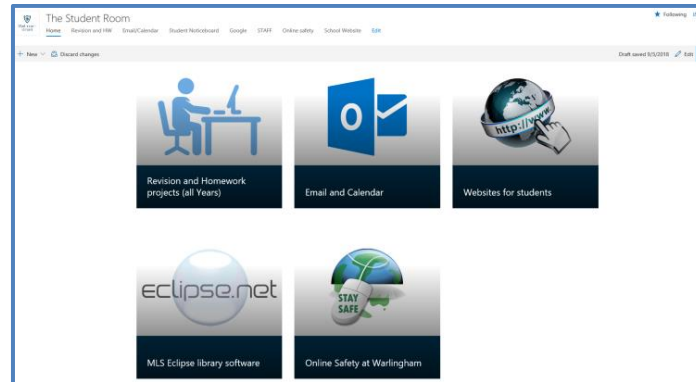 The Student Room
Home Revision and HW Email/Calendar Student Noticeboard Google STAFF Online safety School Website Edit
Following
+ New Discard changes
Draft saved 9/5/2018 Edit
http://www
Revision and Homework
projects (all Years)
Email and Calendar
Websites for students
eclipse.net
STAY
SAFE
MLS Eclipse library software
Online Safety at Warlingham